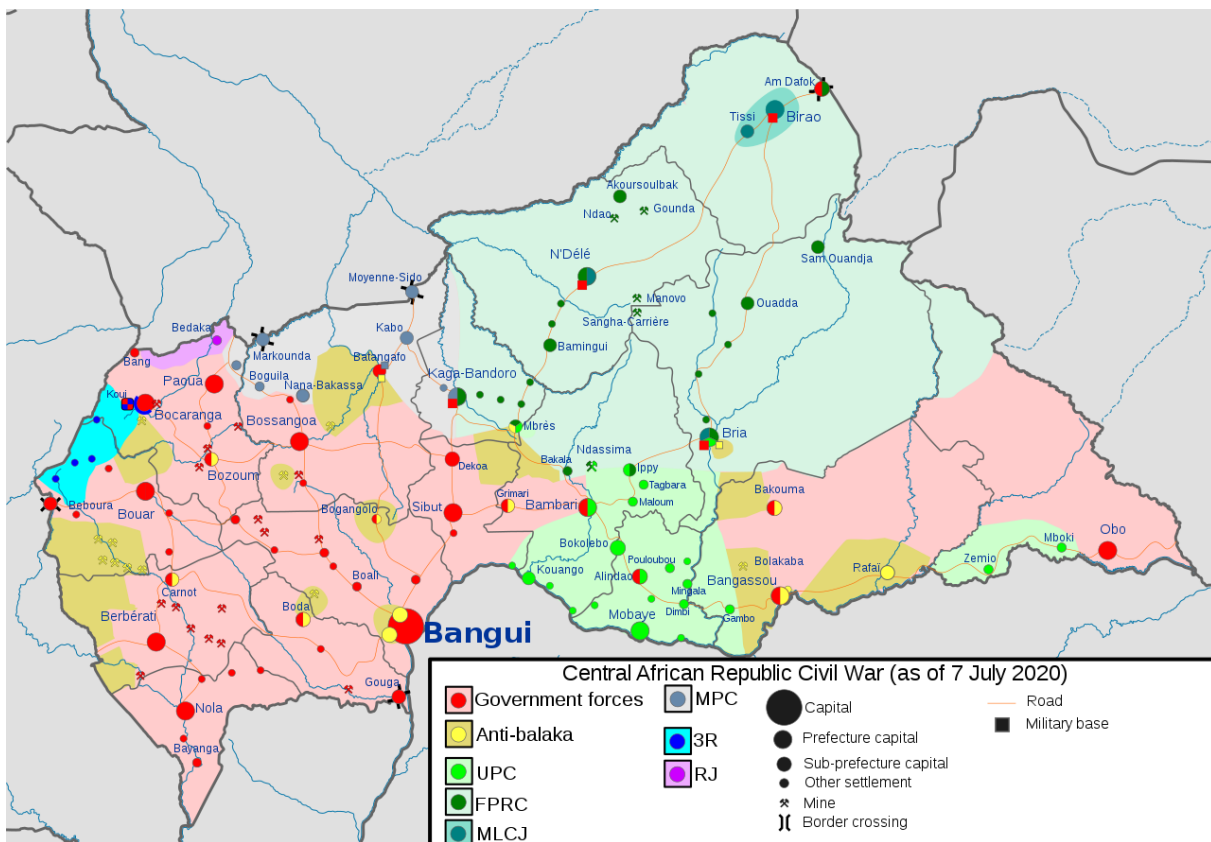 Am Dafok
Tissi
Birao
Akoursoulbak
Gounda
Ndao
N'Délé
Sam Ouandja
Moyenne-Sido
Manovo
Ouadda
Sangha-Carrière
Bedaka
Kabo
Bamingui
Bang
Markounda
Batangafo
Boguila
Kaga-Bandoro
Paoua
Nana-Bakassa
Koui
Bocaranga
Bossangoa
Mbrés
Bria
Ndassima
Bakala
Dekoa
Ippy
Bozoum
Tagbara
Bakouma
Grimari
Maloum
Beboura
Bouar
Bogangolo
Sibut
Bambari
Obo
Mboki
Bokolebo
Zemio
Pouloubou
Bolakaba
Rafaï
Boali
Kouango
Alindao
Bangassou
Mingala
Carnot
Dimbi
Gambo
Berbérati
Boda
Mobaye
Bangui
Gouga
Nola
Bayanga
Central African Republic Civil War (as of 7 July 2020)
Government forces
Anti-balaka
UPC
FPRC
MLCJ
MPC
3R
RJ
Capital
Prefecture capital
Sub-prefecture capital
Other settlement
Mine
Border crossing
Road
Military base